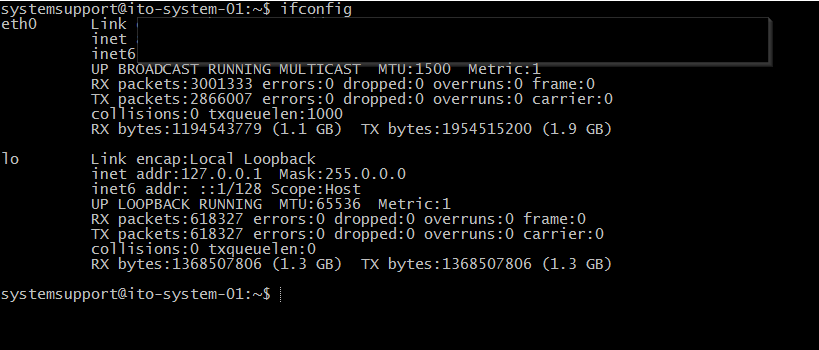 systemsupport@ito-system-01:~$ ifconfig
eth0 Link
inet
inet6
UP BROADCAST RUNNING MULTICAST MTU:1500 Metric:1
RX packets:3001333 errors:0 dropped:0 overruns:0 frame:0
TX packets:2866007 errors:0 dropped:0 overruns:0 carrier:0
collisions:0 txqueuelen:1000
RX bytes:1194543779 (1.1 GB) TX bytes:1954515200 (1.9 GB)
lo Link encap:Local Loopback
inet addr:127.0.0.1 Mask:255.0.0.0
inet6 addr: ::1/128 Scope:Host
UP LOOPBACK RUNNING MTU:65536 Metric:1
RX packets:618327 errors:0 dropped:0 overruns:0 frame:0
TX packets:618327 errors:0 dropped:0 overruns:0 carrier:0
collisions:0 txqueuelen:0
RX bytes:1368507806 (1.3 GB) TX bytes:1368507806 (1.3 GB)
systemsupport@ito-system-01:~$